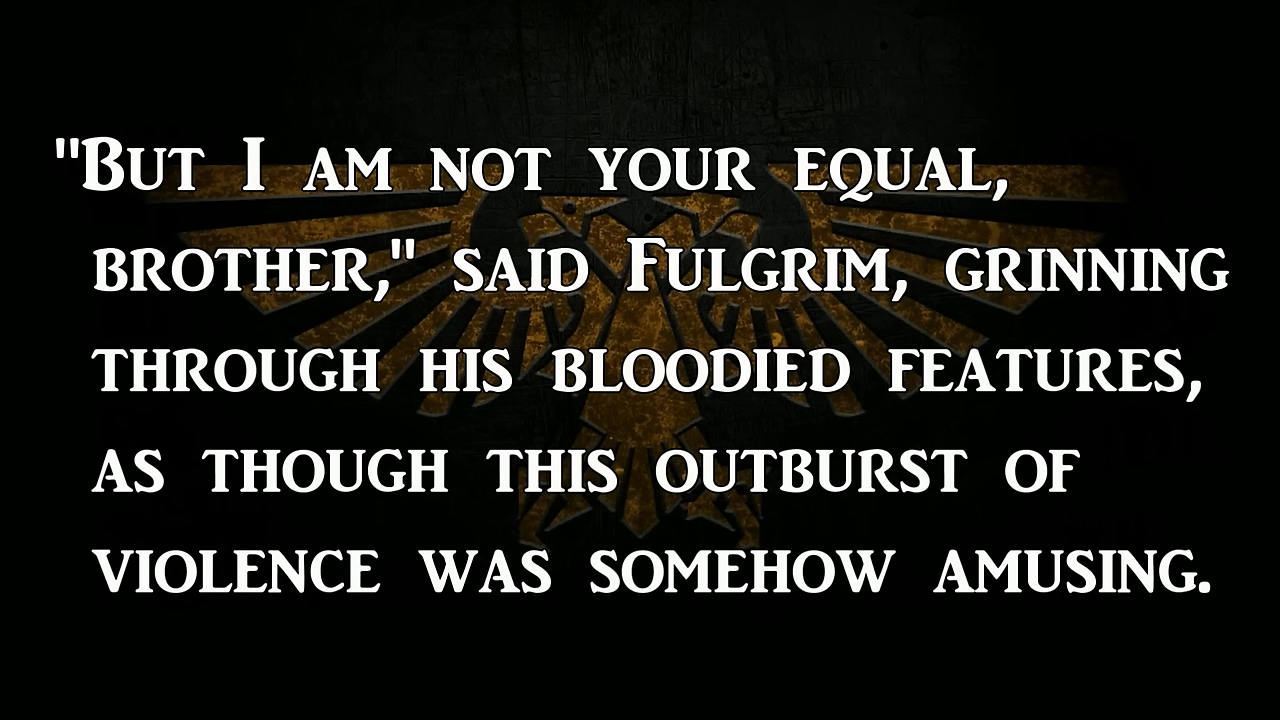 "But I am not your equal,
brother," said Fulgrim, grinning
through his bloodied features,
as though this outburst of
violence was somehow amusing.